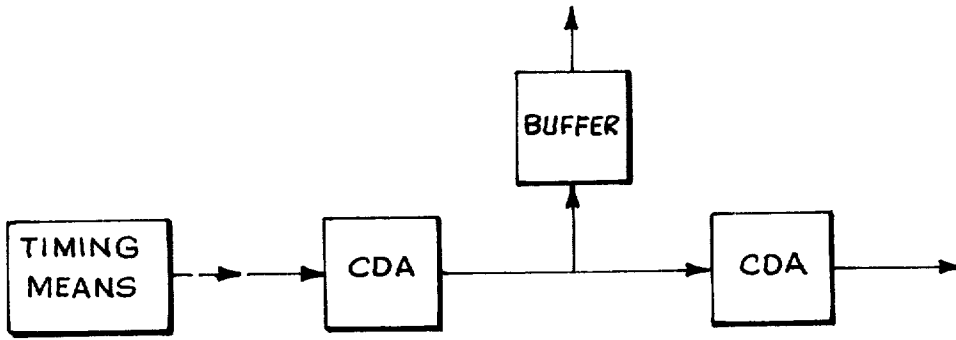 BUFFER
TIMING
MEANS
CDA
CDA